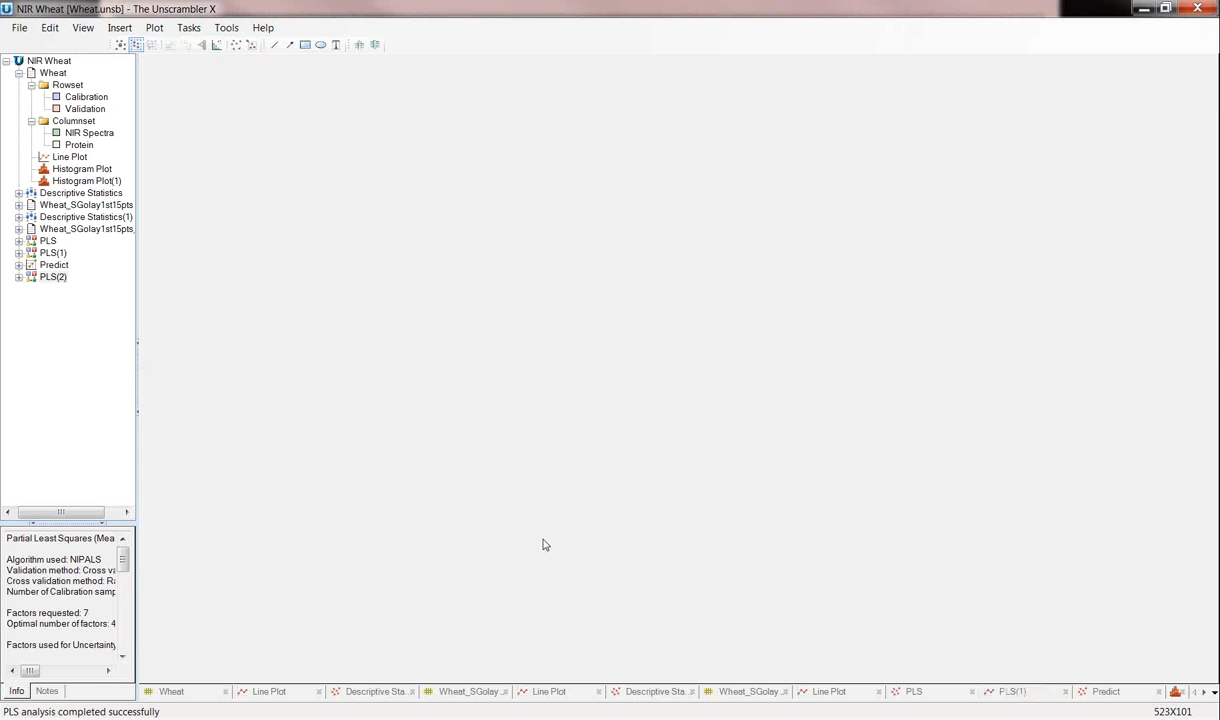 NIR Wheat [Wheat.unsb] - The Unscrambler X
File Edit View Insert Plot Tasks Tools Help
NIR Wheat
Wheat
Rowset
Calibration
Validation
Columnset
NIR Spectra
Protein
Line Plot
Histogram Plot
Histogram Plot(1)
Descriptive Statistics
Wheat_SGolay1st15pts
Descriptive Statistics(1)
Wheat_SGolay1st15pts_
PLS
PLS(1)
Predict
PLS(2)
Partial Least Squares (Mea
Algorithm used: NIPALS
Validation method: Cross va
Cross validation method: Ra
Number of Calibration samp
Factors requested: 7
Optimal number of factors: 4
Factors used for Uncertainty
Info Notes
Wheat Line Plot Descriptive Sta... Wheat_SGolay... Line Plot Descriptive Sta... Wheat_SGolay... Line Plot PLS PLS(1) Predict
PLS analysis completed successfully 523X101